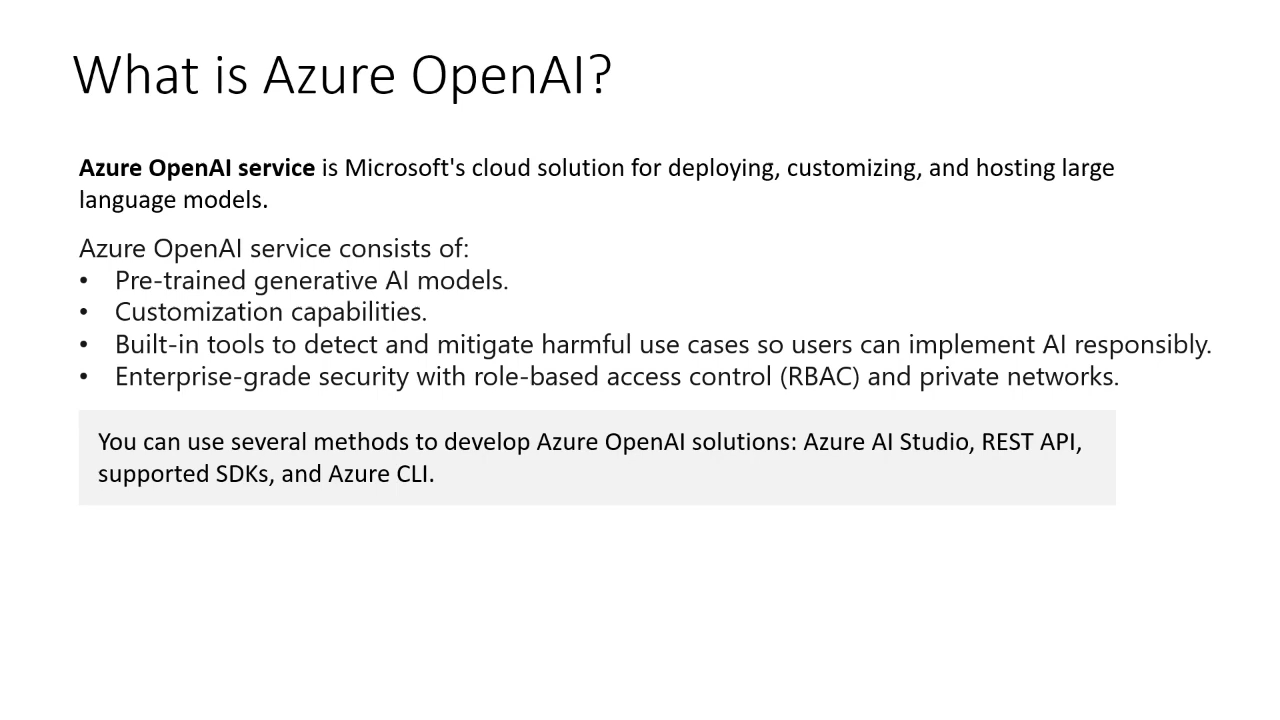 What is Azure OpenAI?
Azure OpenAI service is Microsoft's cloud solution for deploying, customizing, and hosting large
language models.
Azure OpenAI service consists of:
• Pre-trained generative AI models.
• Customization capabilities.
• Built-in tools to detect and mitigate harmful use cases so users can implement AI responsibly.
• Enterprise-grade security with role-based access control (RBAC) and private networks.
You can use several methods to develop Azure OpenAI solutions: Azure AI Studio, REST API,
supported SDKs, and Azure CLI.